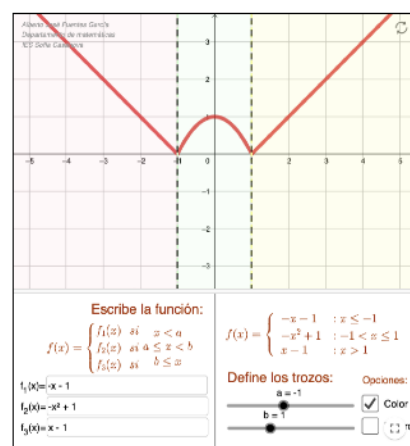 Alberto José Fuentes García
Departamento de matemáticas
IES Sofía Casanova
3
2
1
-5 -4 -3 -2 -1 0 1 2 3 4 5
-1
-2
-3
Escribe la función:
f(x) = { f₁(x) si x < a
f₂(x) si a ≤ x < b
f₃(x) si b ≤ x
f₁(x)= -x - 1
f₂(x)= -x² + 1
f₃(x)= x - 1
f(x) = { -x - 1 : x ≤ -1
-x² + 1 : -1 < x ≤ 1
x - 1 : x > 1
Define los trozos:
a = -1
b = 1
Opciones:
Color